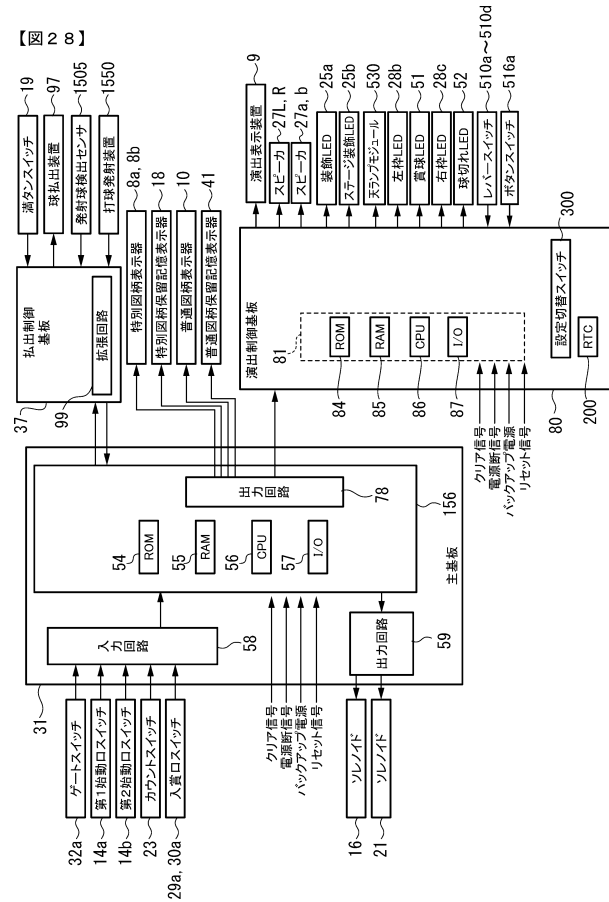 【図２８】
満タンスイッチ
19
球払出装置
97
発射球検出センサ
1505
打球発射装置
1550
払出制御
基板
拡張回路
37
99
特別図柄表示器
8a, 8b
特別図柄保留記憶表示器
18
普通図柄表示器
10
普通図柄保留記憶表示器
41
演出表示装置
9
スピーカ
27L, R
スピーカ
27a, b
装飾LED
25a
ステージ装飾LED
25b
天ランプモジュール
530
左枠LED
28b
賞球LED
51
右枠LED
28c
球切れLED
52
レバースイッチ
510a〜510d
ボタンスイッチ
516a
演出制御基板
81
ROM
84
RAM
85
CPU
86
I/O
87
設定切替スイッチ
300
RTC
200
80
クリア信号
電源断信号
バックアップ電源
リセット信号
出力回路
78
54
ROM
55
RAM
56
CPU
57
I/O
156
主基板
入力回路
58
出力回路
59
31
クリア信号
電源断信号
バックアップ電源
リセット信号
ゲートスイッチ
32a
第1始動口スイッチ
14a
第2始動口スイッチ
14b
カウントスイッチ
23
入賞口スイッチ
29a, 30a
ソレノイド
16
ソレノイド
21